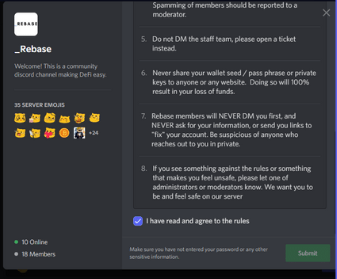 Spamming of members should be reported to a
moderator.
_REBASE
_Rebase
Welcome! This is a community
discord channel making DeFi easy.
35 SERVER EMOJIS
+24
10 Online
18 Members
5. Do not DM the staff team, please open a ticket
instead.
6. Never share your wallet seed / pass phrase or private
keys to anyone or any website. Doing so will 100%
result in your loss of funds.
7. Rebase members will NEVER DM you first, and
NEVER ask for your information, or send you links to
"fix" your account. Be suspicious of anyone
who reaches out to you in private.
8. If you see something against the rules or something
that makes you feel unsafe, please let one of
administrators or moderators know. We want you to
be and feel safe on our server
I have read and agree to the rules
Make sure you have not entered your password or any other
sensitive information.
Submit